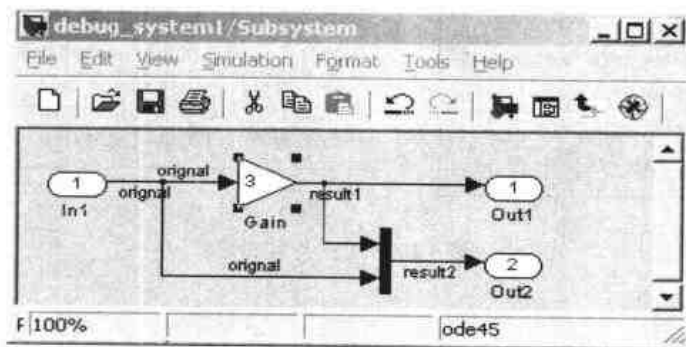 debug_system1/Subsystem
File Edit View Simulation Format Tools Help
orignal
1
orignal
In1
3
Gain
result1
1
Out1
orignal
result2
2
Out2
F 100%
ode45